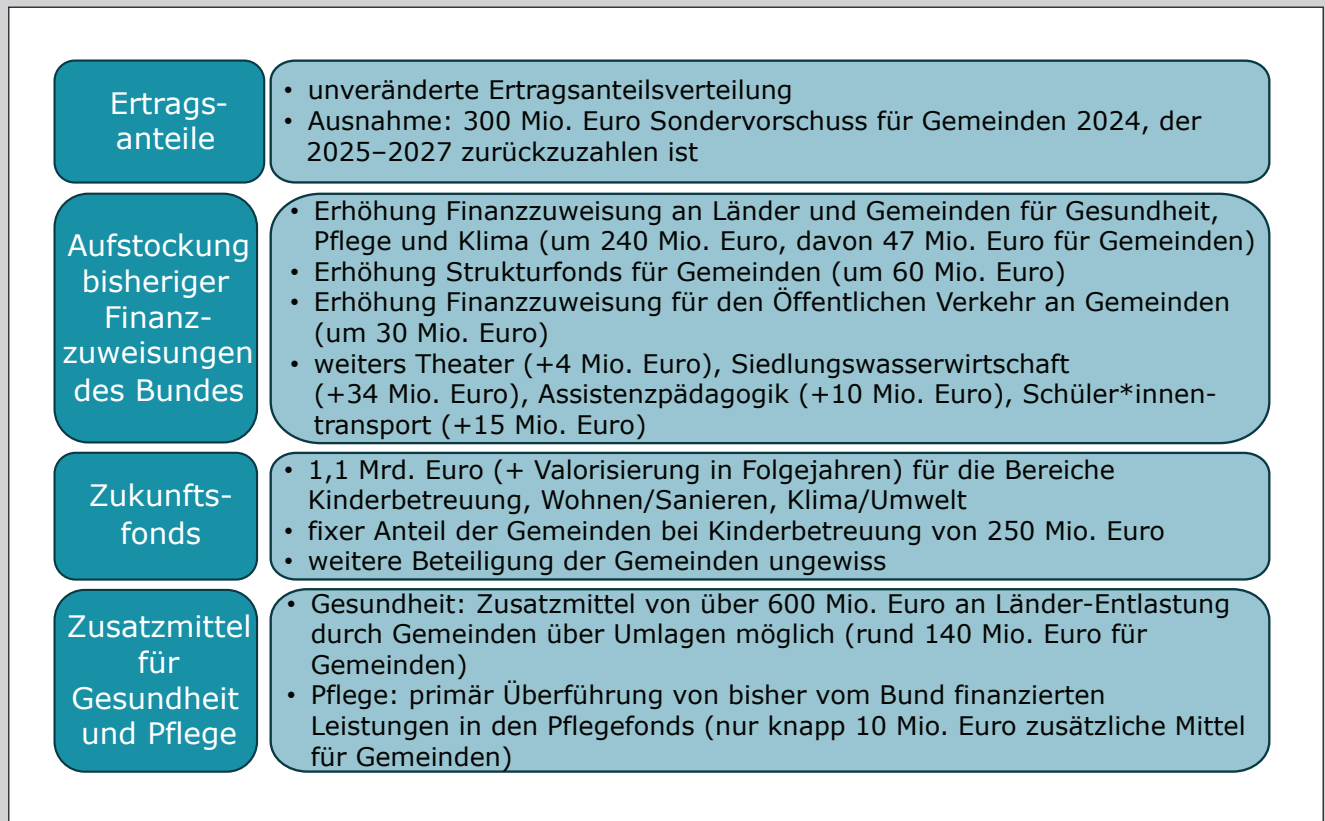 Ertrags-
anteile
• unveränderte Ertragsanteilsverteilung
• Ausnahme: 300 Mio. Euro Sondervorschuss für Gemeinden 2024, der
2025–2027 zurückzuzahlen ist
Aufstockung
bisheriger
Finanz-
zuweisungen
des Bundes
• Erhöhung Finanzzuweisung an Länder und Gemeinden für Gesundheit,
Pflege und Klima (um 240 Mio. Euro, davon 47 Mio. Euro für Gemeinden)
• Erhöhung Strukturfonds für Gemeinden (um 60 Mio. Euro)
• Erhöhung Finanzzuweisung für den Öffentlichen Verkehr an Gemeinden
(um 30 Mio. Euro)
• weiters Theater (+4 Mio. Euro), Siedlungswasserwirtschaft
(+34 Mio. Euro), Assistenzpädagogik (+10 Mio. Euro), Schüler*innen-
transport (+15 Mio. Euro)
Zukunfts-
fonds
• 1,1 Mrd. Euro (+ Valorisierung in Folgejahren) für die Bereiche
Kinderbetreuung, Wohnen/Sanieren, Klima/Umwelt
• fixer Anteil der Gemeinden bei Kinderbetreuung von 250 Mio. Euro
• weitere Beteiligung der Gemeinden ungewiss
Zusatzmittel
für
Gesundheit
und Pflege
• Gesundheit: Zusatzmittel von über 600 Mio. Euro an Länder-Entlastung
durch Gemeinden über Umlagen möglich (rund 140 Mio. Euro für
Gemeinden)
• Pflege: primär Überführung von bisher vom Bund finanzierten
Leistungen in den Pflegefonds (nur knapp 10 Mio. Euro zusätzliche Mittel
für Gemeinden)